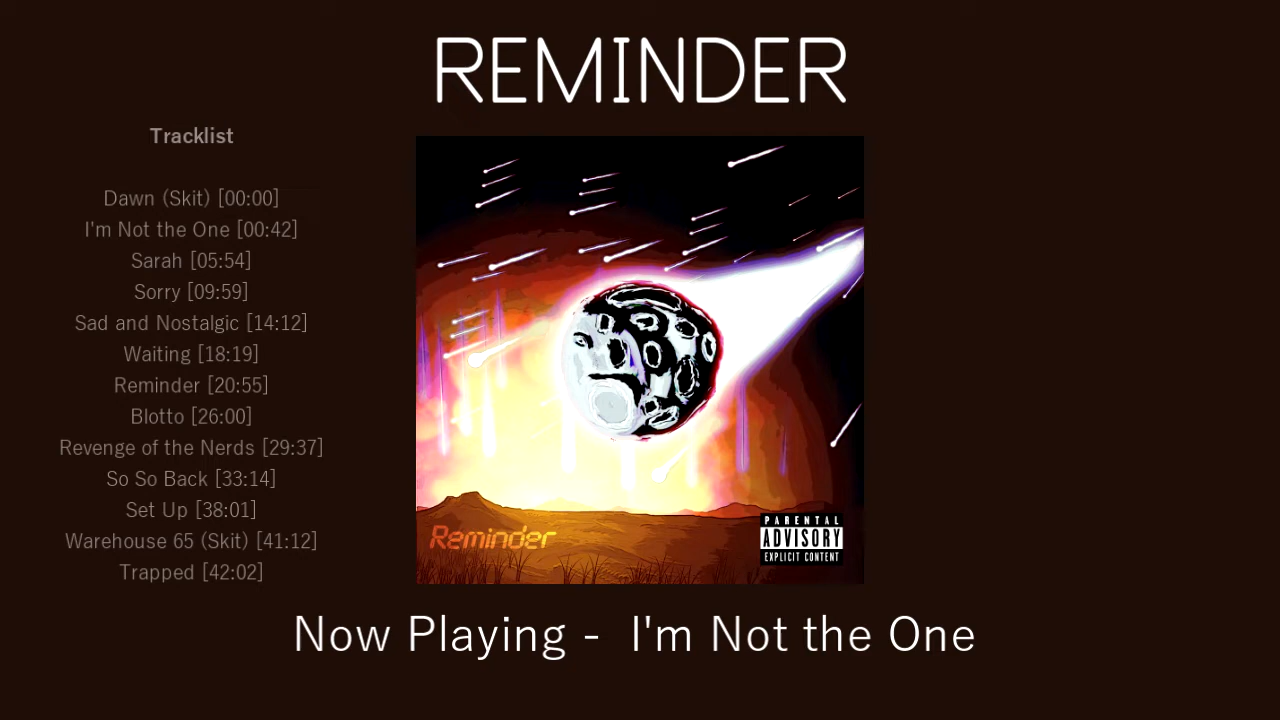 REMINDER
Tracklist
Dawn (Skit) [00:00]
I'm Not the One [00:42]
Sarah [05:54]
Sorry [09:59]
Sad and Nostalgic [14:12]
Waiting [18:19]
Reminder [20:55]
Blotto [26:00]
Revenge of the Nerds [29:37]
So So Back [33:14]
Set Up [38:01]
Warehouse 65 (Skit) [41:12]
Trapped [42:02]
Reminder
PARENTAL
ADVISORY
EXPLICIT CONTENT
Now Playing - I'm Not the One